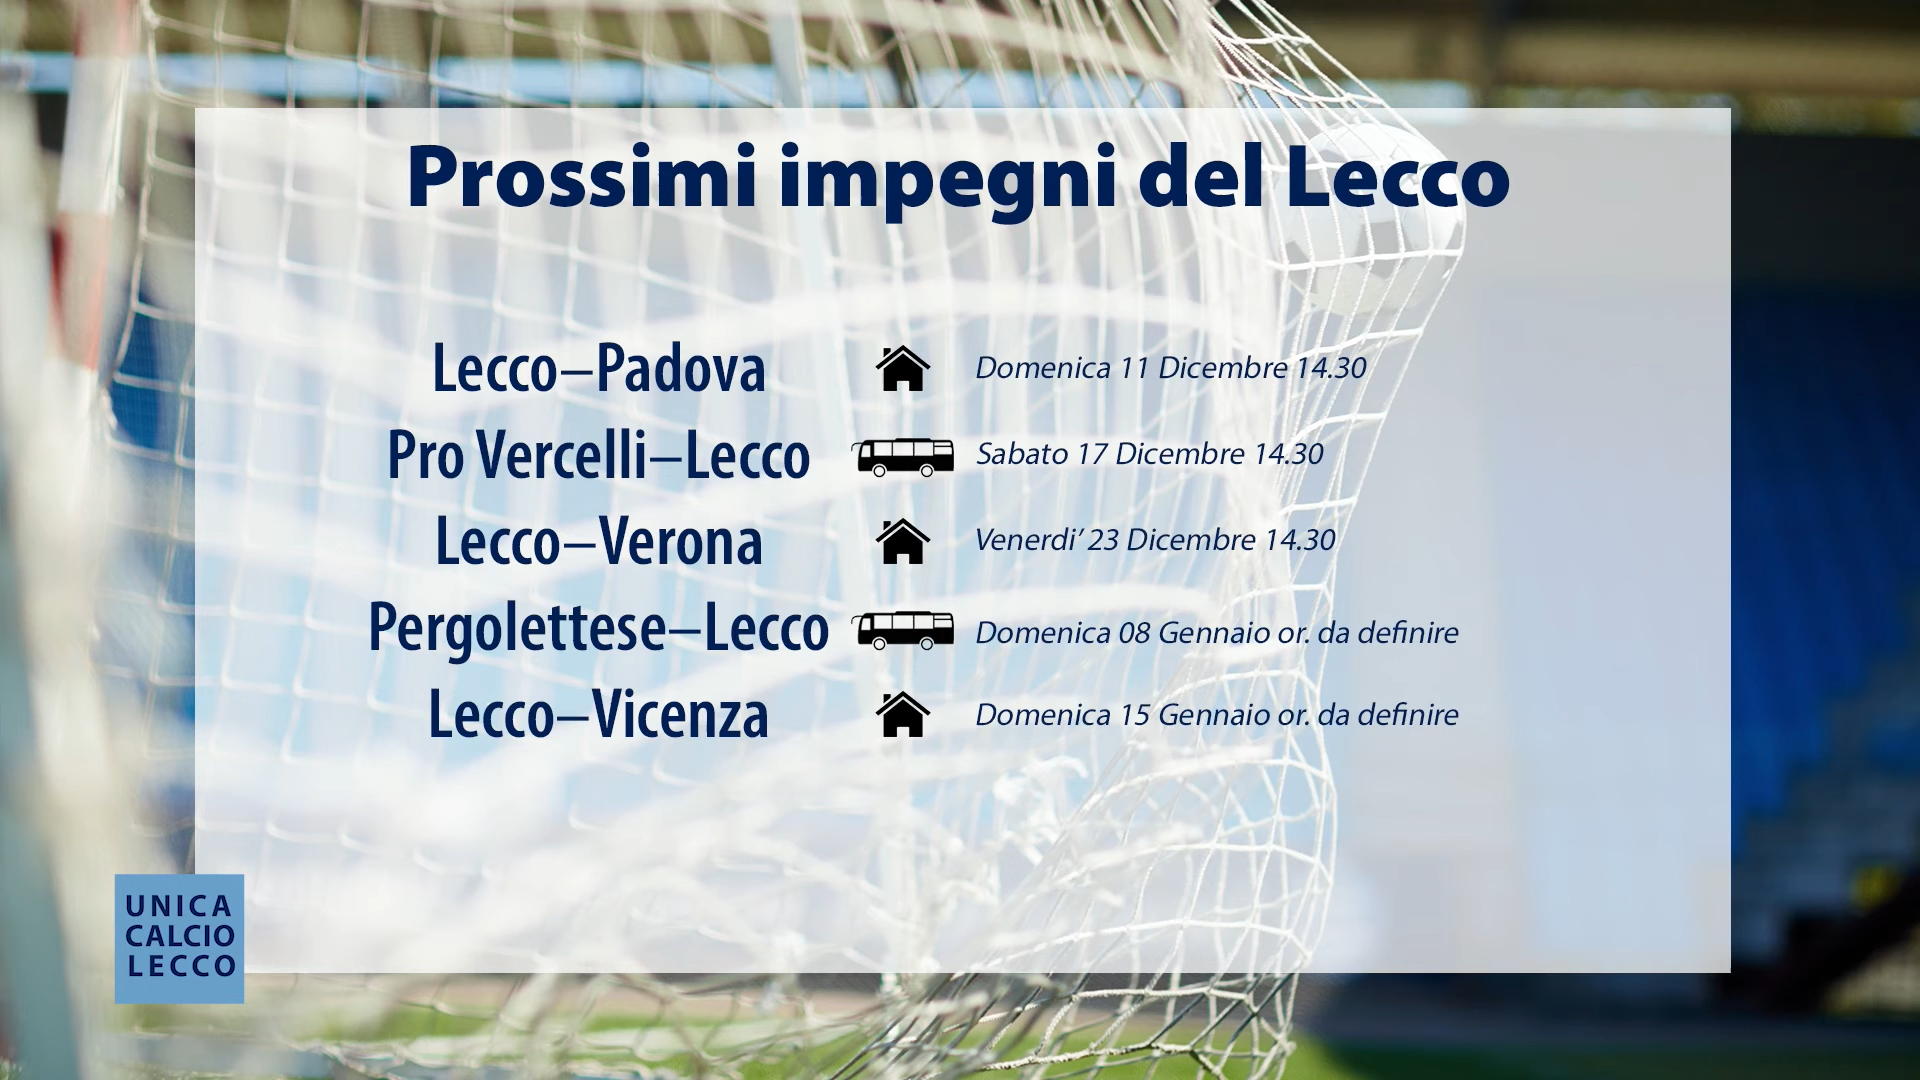 Prossimi impegni del Lecco
Lecco–Padova Domenica 11 Dicembre 14.30
Pro Vercelli–Lecco Sabato 17 Dicembre 14.30
Lecco–Verona Venerdi’ 23 Dicembre 14.30
Pergolettese–Lecco Domenica 08 Gennaio or. da definire
Lecco–Vicenza Domenica 15 Gennaio or. da definire
UNICA
CALCIO
LECCO